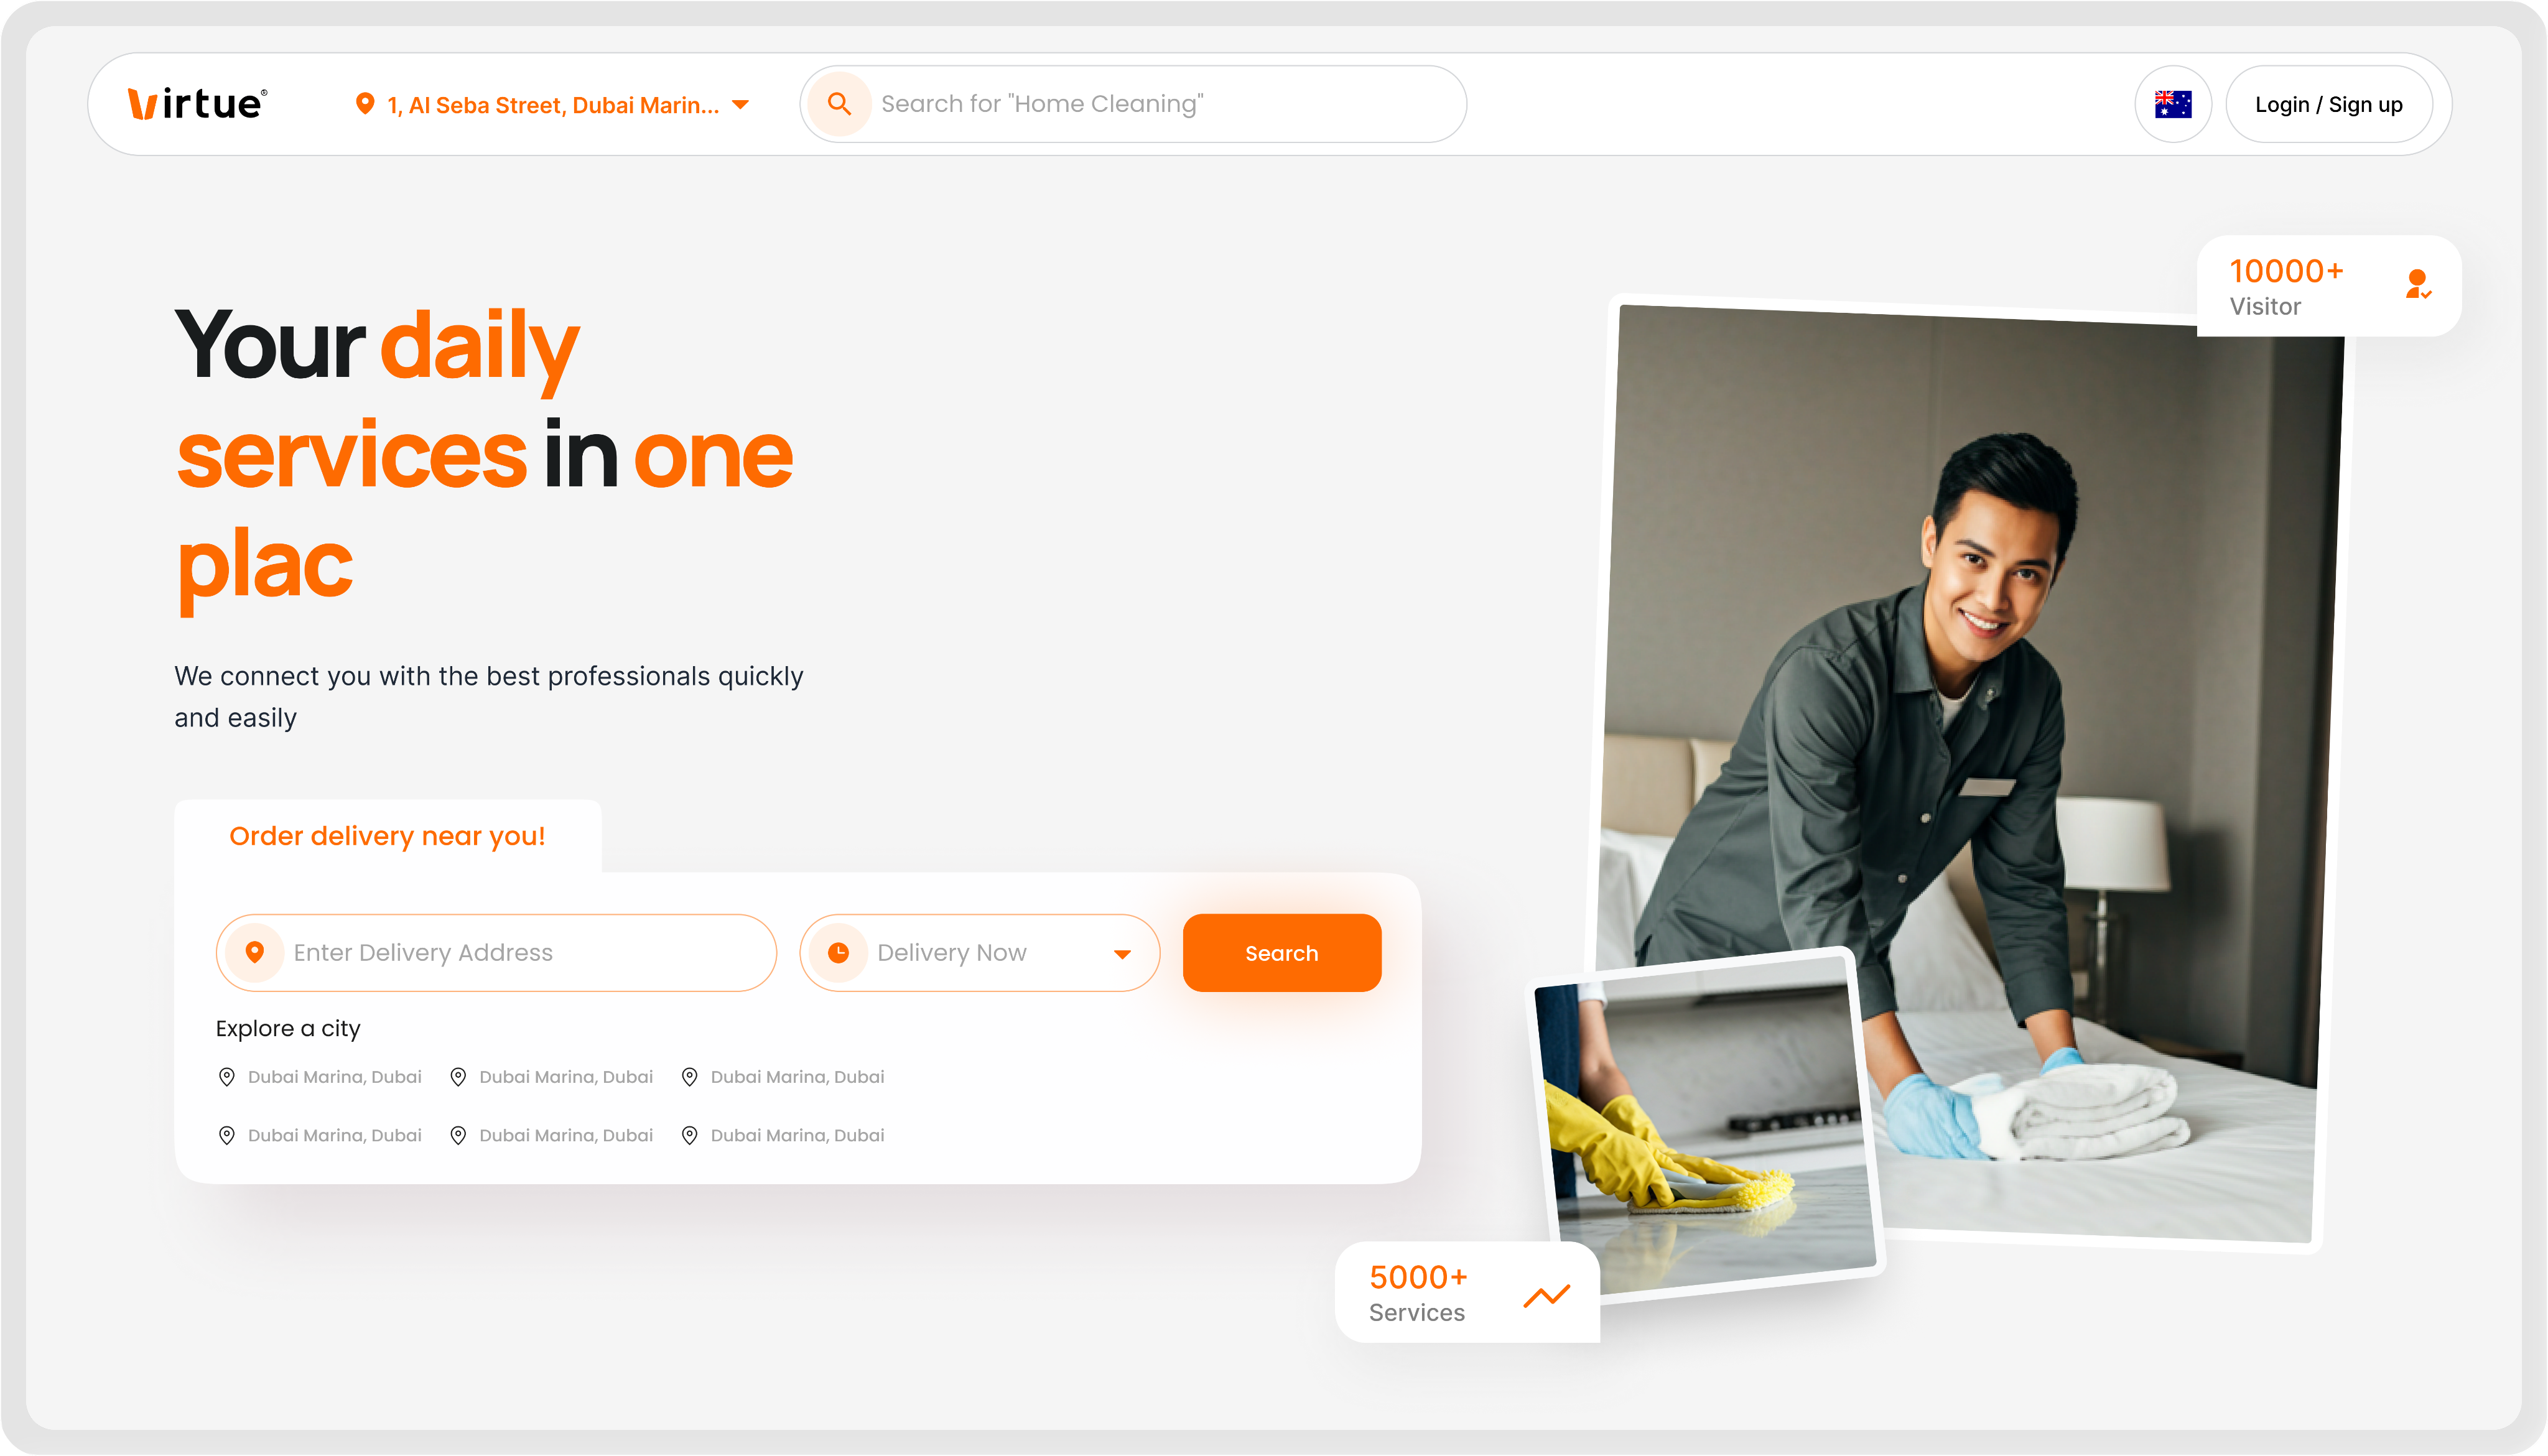 Virtue®
1, Al Seba Street, Dubai Marin...
Search for "Home Cleaning"
Login / Sign up
10000+
Visitor
Your daily
services in one
plac
We connect you with the best professionals quickly
and easily
Order delivery near you!
Enter Delivery Address
Delivery Now
Search
Explore a city
Dubai Marina, Dubai
Dubai Marina, Dubai
Dubai Marina, Dubai
Dubai Marina, Dubai
Dubai Marina, Dubai
Dubai Marina, Dubai
5000+
Services